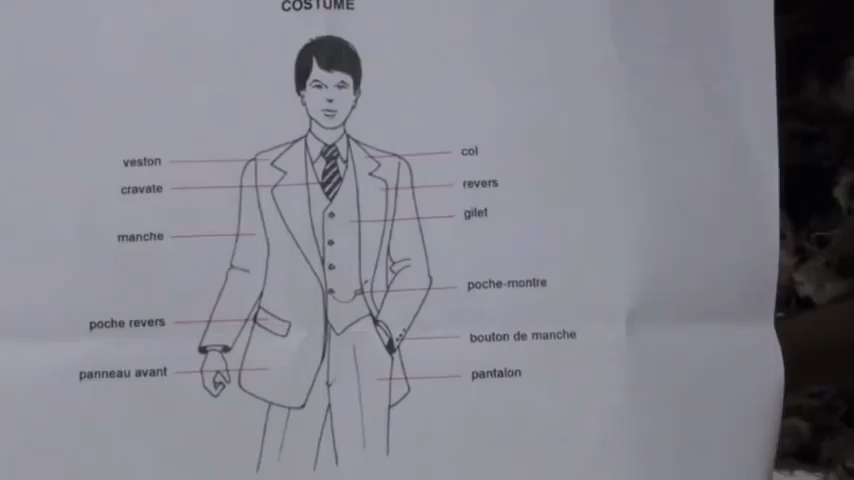 COSTUME
veston
cravate
manche
poche revers
panneau avant
col
revers
gilet
poche-montre
bouton de manche
pantalon